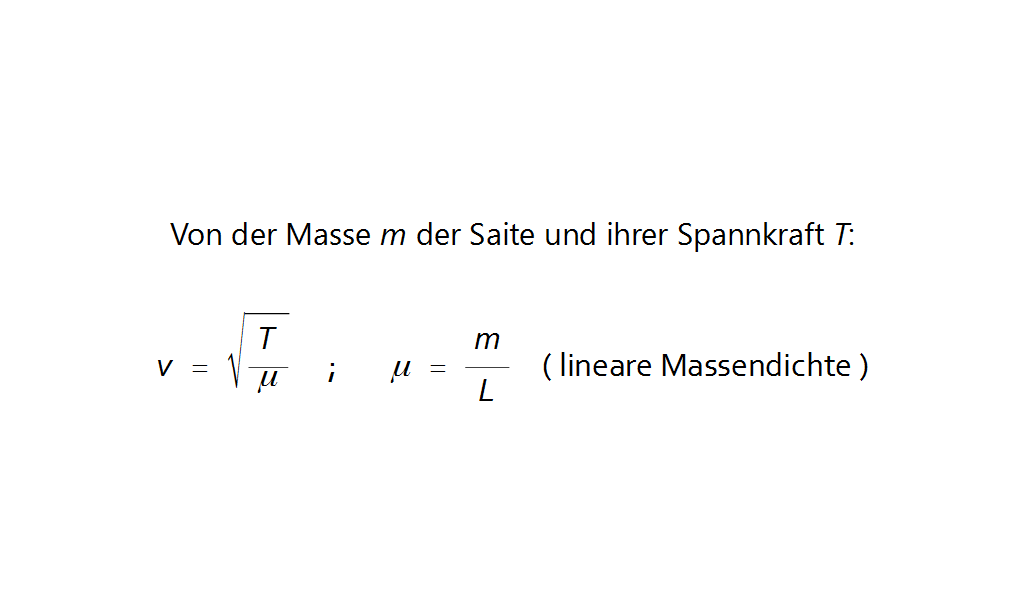 Von der Masse m der Saite und ihrer Spannkraft T:
v = √(T/μ) ; μ = m/L ( lineare Massendichte )